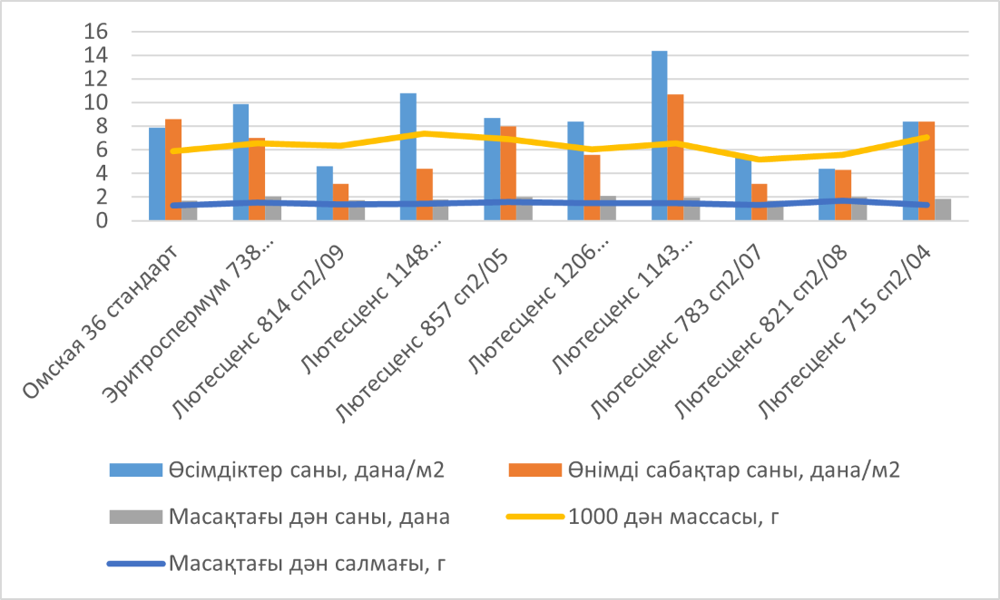 16
14
12
10
8
6
4
2
0
Омская 36 стандарт
Эритроспермум 738…
Лютесценс 814 сп2/09
Лютесценс 1148…
Лютесценс 857 сп2/05
Лютесценс 1206…
Лютесценс 1143…
Лютесценс 783 сп2/07
Лютесценс 821 сп2/08
Лютесценс 715 сп2/04
Өсімдіктер саны, дана/м2
Өнімді сабақтар саны, дана/м2
Масақтағы дән саны, дана
1000 дән массасы, г
Масақтағы дән салмағы, г